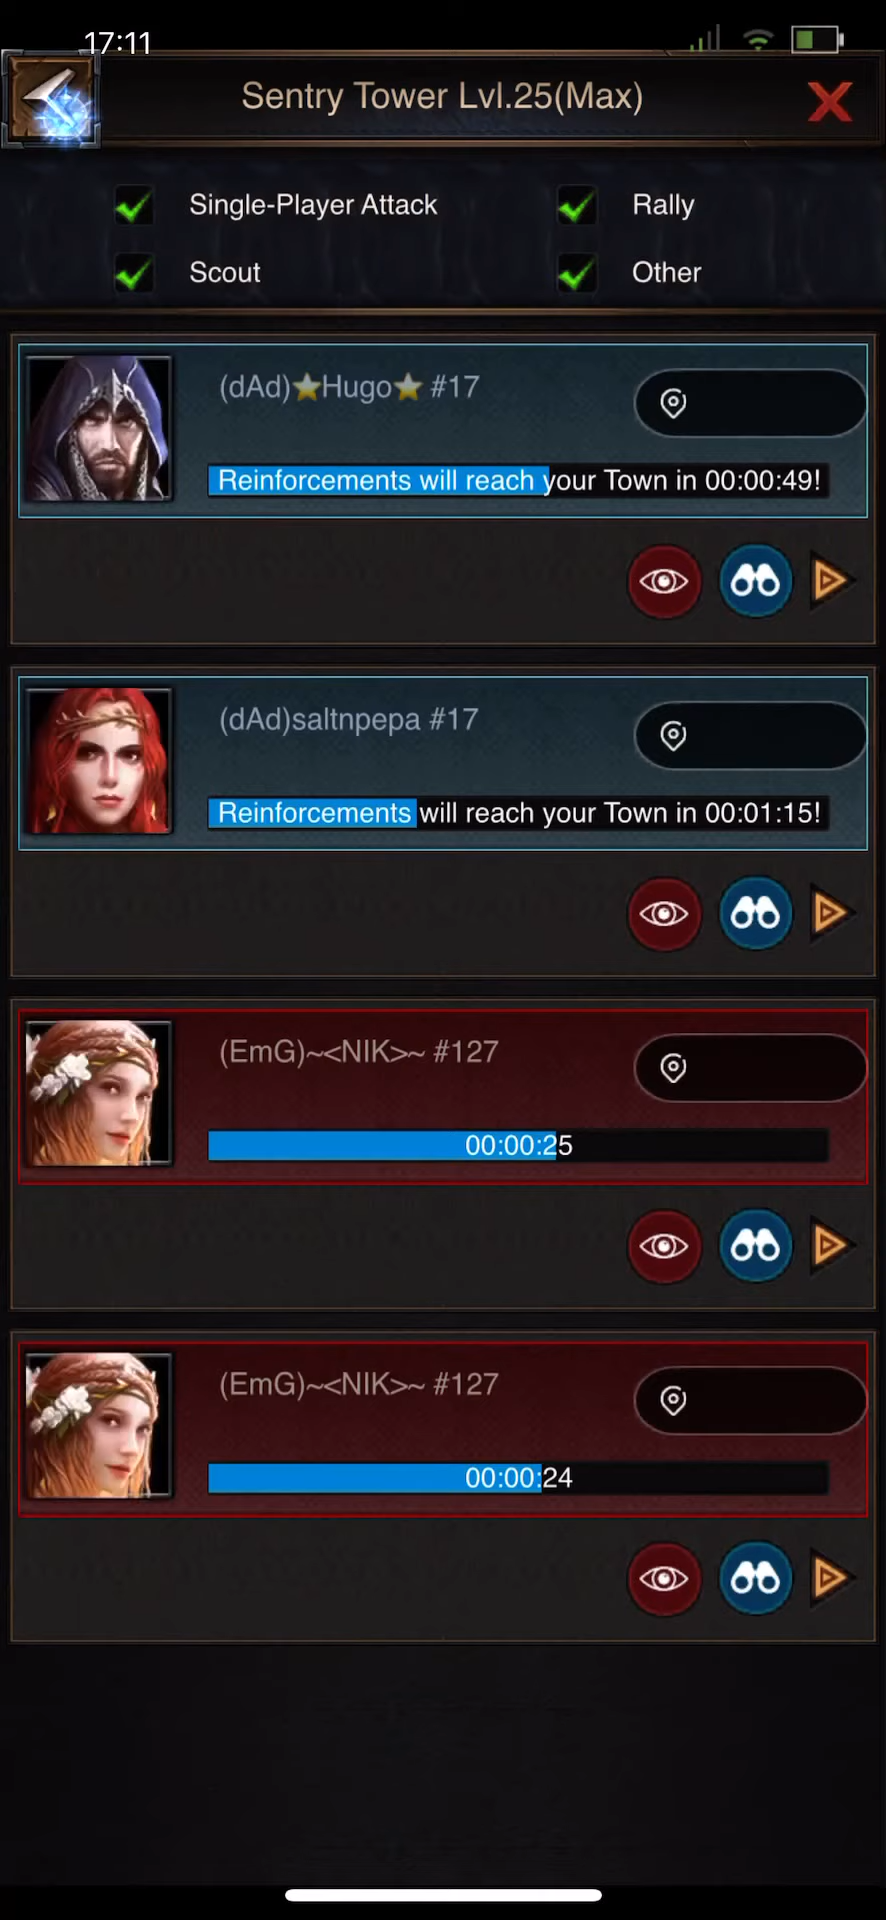 17:11
Sentry Tower Lvl.25(Max)
Single-Player Attack
Rally
Scout
Other
(dAd)⭐Hugo⭐ #17
Reinforcements will reach your Town in 00:00:49!
(dAd)saltnpepa #17
Reinforcements will reach your Town in 00:01:15!
(EmG)~<NIK>~ #127
00:00:25
(EmG)~<NIK>~ #127
00:00:24